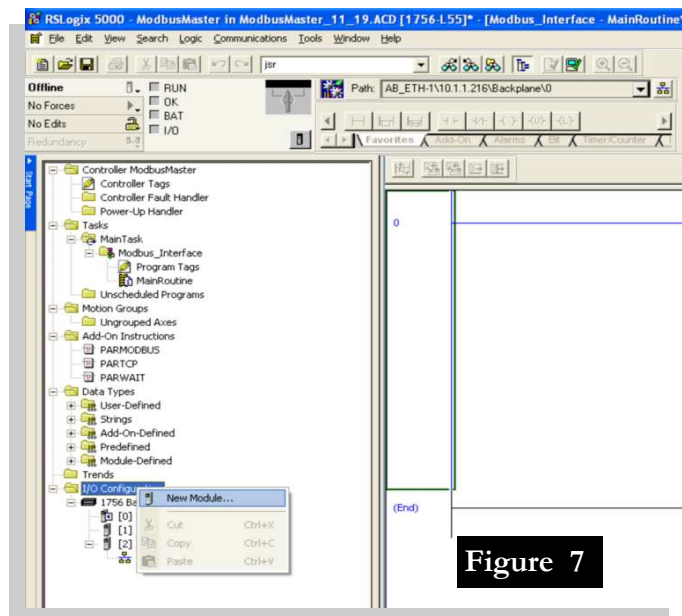 RSLogix 5000 - ModbusMaster in ModbusMaster_11_19.ACD [1756-L55]* - [Modbus_Interface - MainRoutine*
File Edit View Search Logic Communications Tools Window Help
jsr
Offline
RUN
Path: AB_ETH-1\10.1.1.216\Backplane\0
No Forces
OK
No Edits
BAT
Redundancy
I/O
Favorites Add-On Alarms Bit Timer/Counter
Start Page
Controller ModbusMaster
Controller Tags
Controller Fault Handler
Power-Up Handler
Tasks
MainTask
Modbus_Interface
Program Tags
MainRoutine
Unscheduled Programs
Motion Groups
Ungrouped Axes
Add-On Instructions
PARMODBUS
PARTCP
PARWAIT
Data Types
User-Defined
Strings
Add-On-Defined
Predefined
Module-Defined
Trends
I/O Configuration
1756 Ba
[0]
[1]
[2]
New Module...
Cut Ctrl+X
Copy Ctrl+C
Paste Ctrl+V
0
(End)
Figure 7